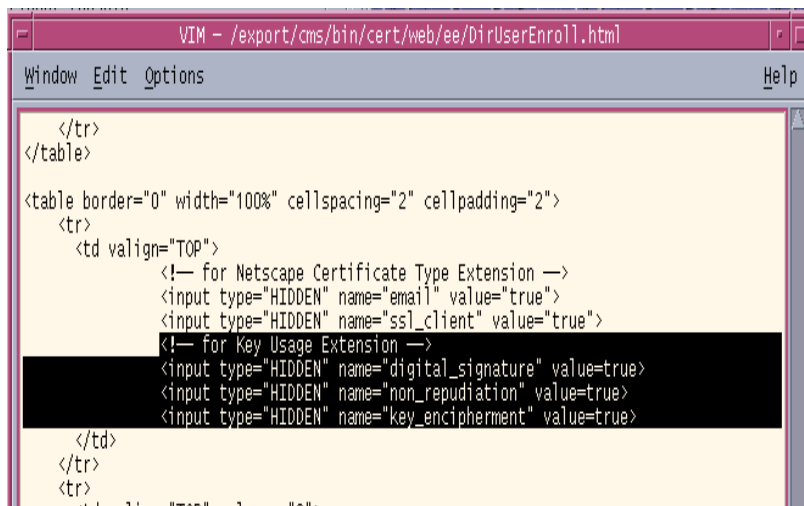 VIM - /export/cms/bin/cert/web/ee/DirUserEnroll.html
Window Edit Options Help
</tr>
</table>
<table border="0" width="100%" cellspacing="2" cellpadding="2">
<tr>
<td valign="TOP">
<!-- for Netscape Certificate Type Extension -->
<input type="HIDDEN" name="email" value="true">
<input type="HIDDEN" name="ssl_client" value="true">
<!-- for Key Usage Extension -->
<input type="HIDDEN" name="digital_signature" value=true>
<input type="HIDDEN" name="non_repudiation" value=true>
<input type="HIDDEN" name="key_encipherment" value=true>
</td>
</tr>
<tr>